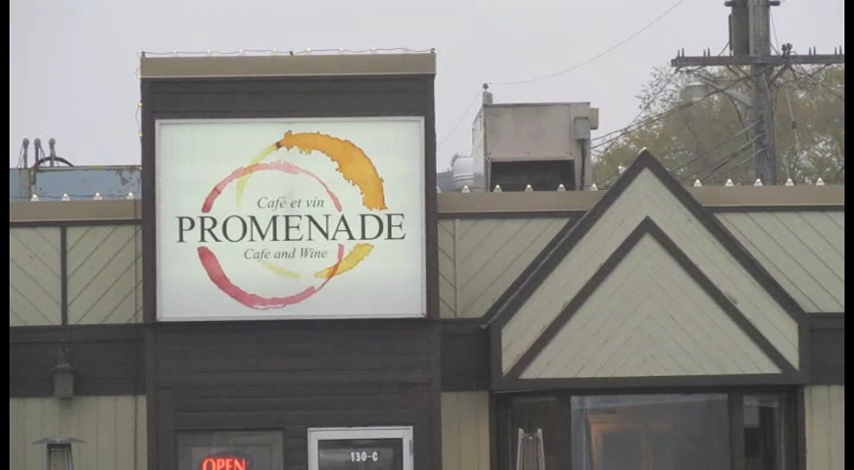 Café et vin
PROMENADE
Cafe and Wine
OPEN
130-C